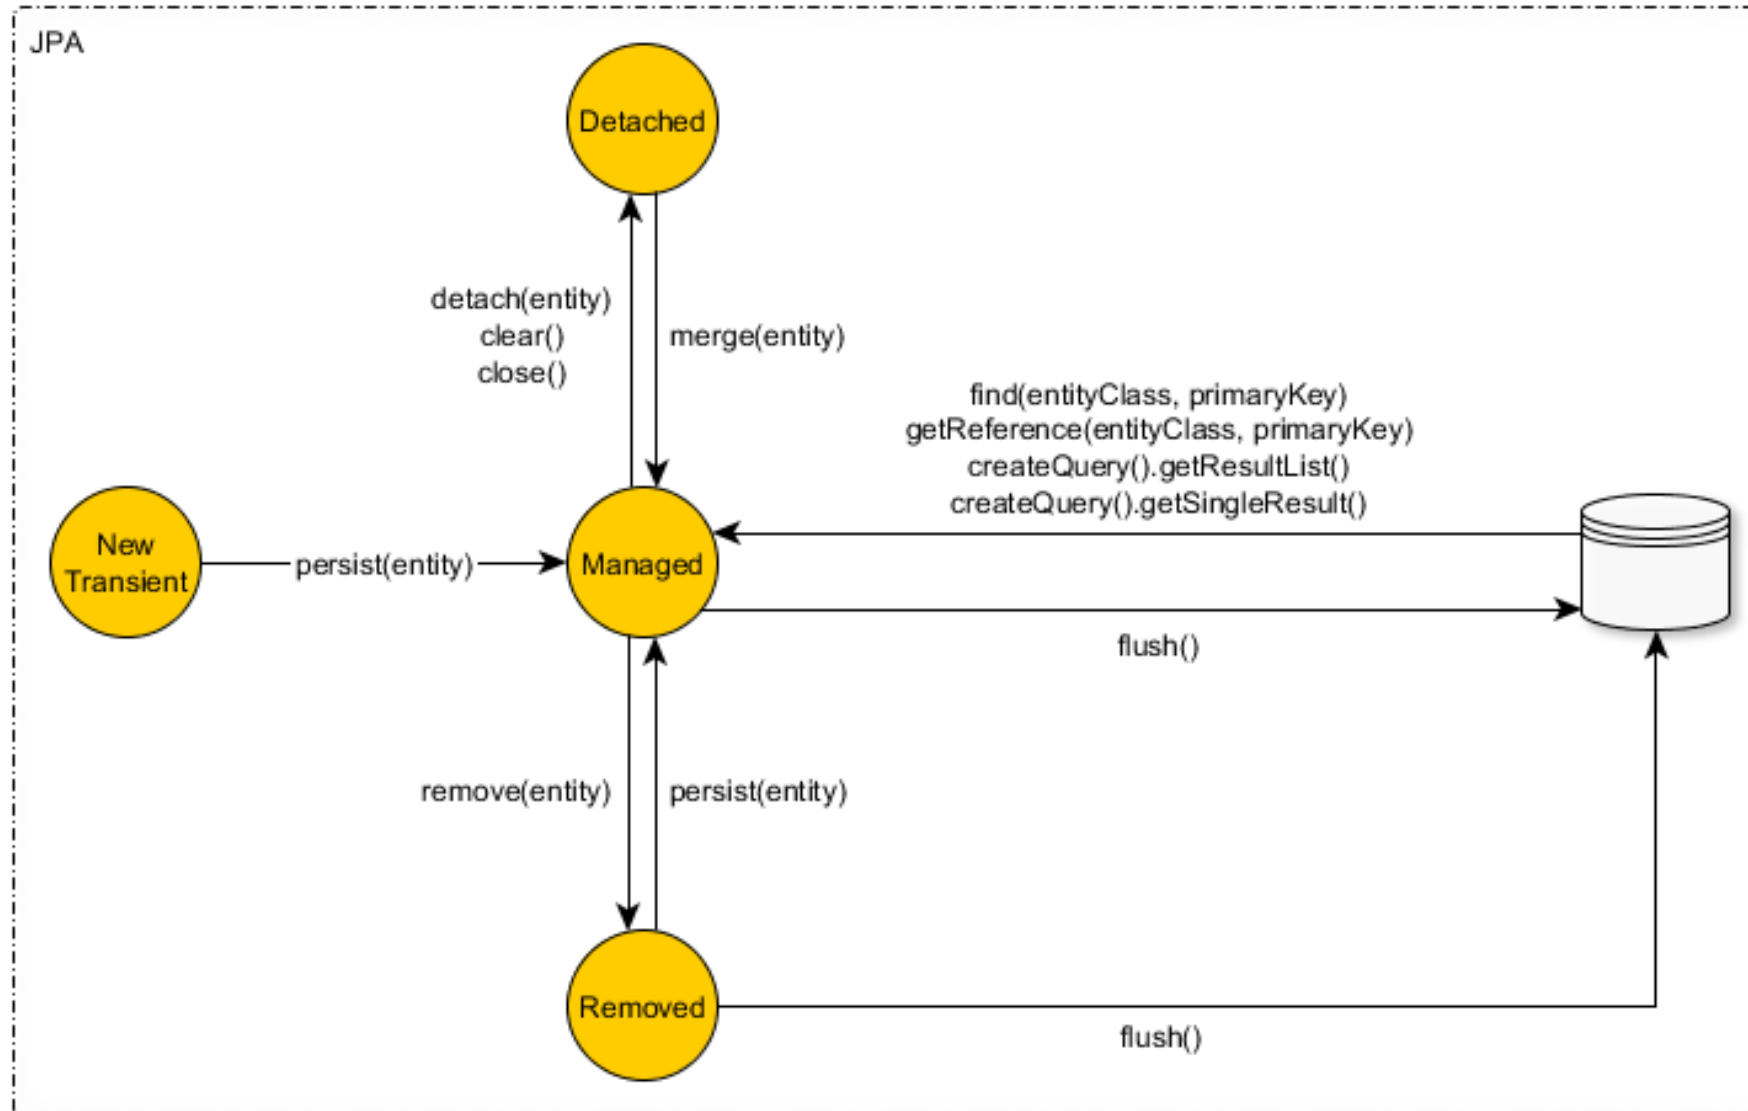 JPA
Detached
detach(entity)
clear()
close()
merge(entity)
find(entityClass, primaryKey)
getReference(entityClass, primaryKey)
createQuery().getResultList()
createQuery().getSingleResult()
New
Transient
persist(entity)
Managed
flush()
remove(entity)
persist(entity)
Removed
flush()